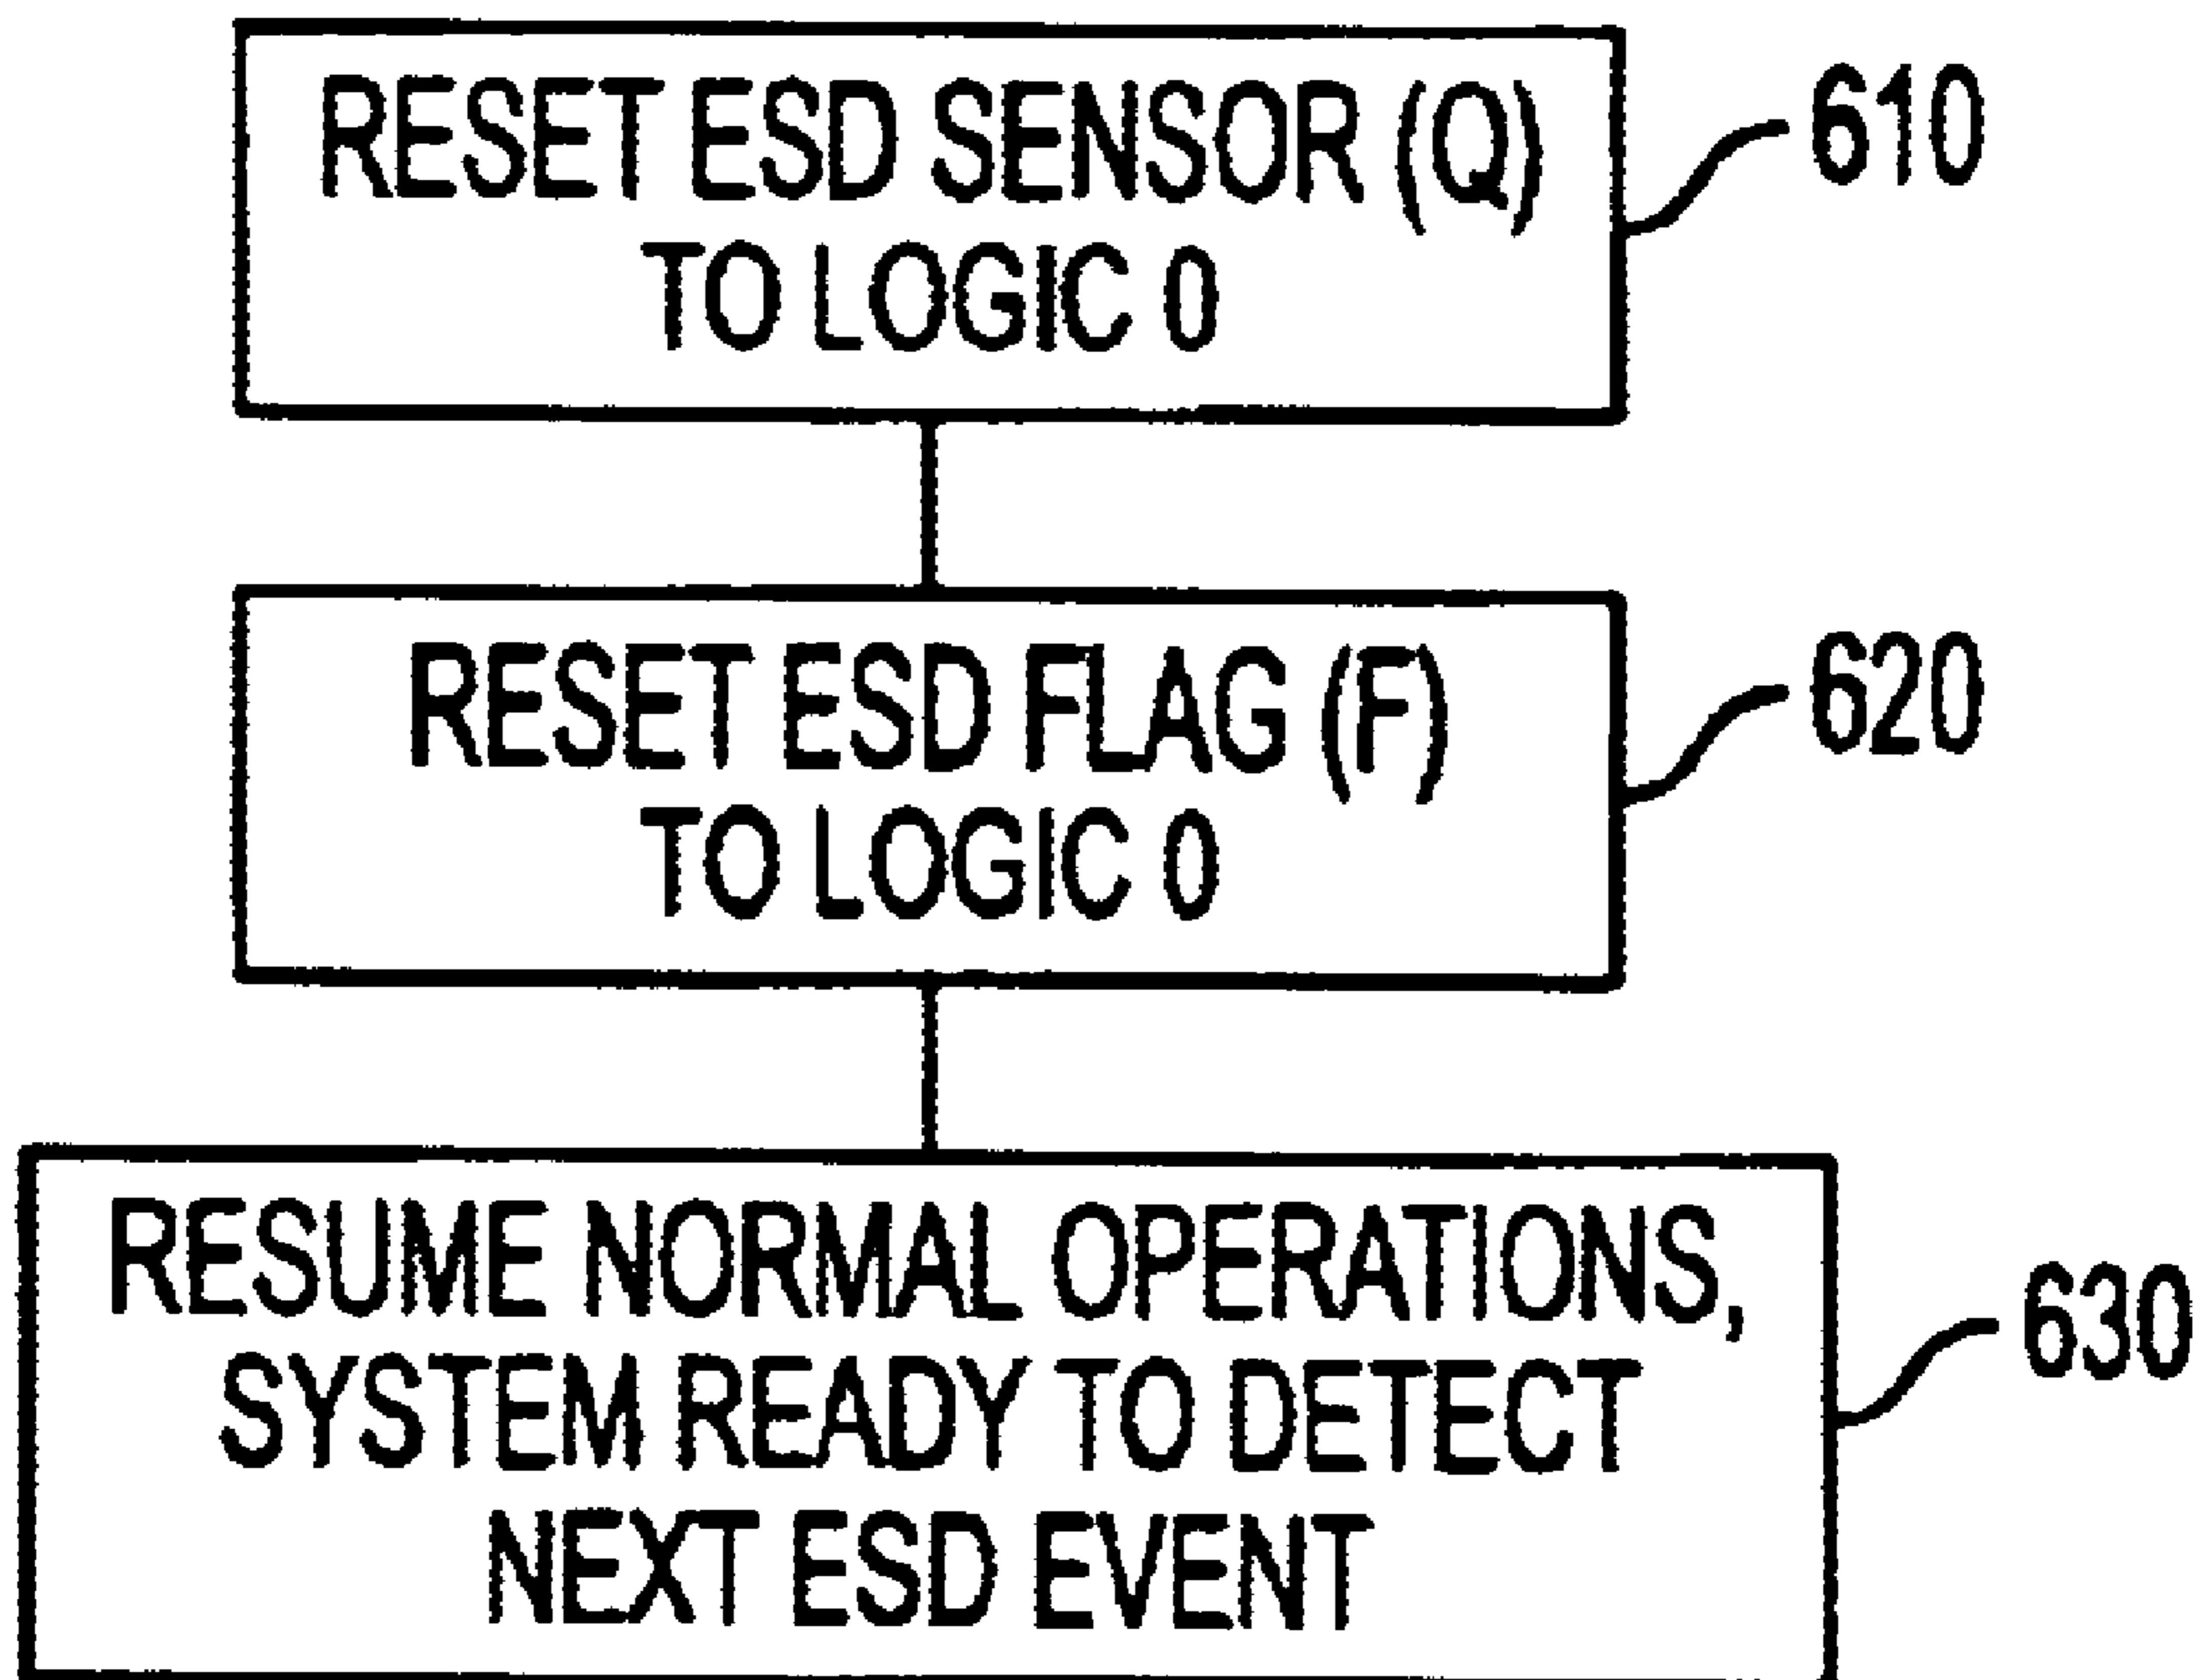 RESET ESD SENSOR (Q)
TO LOGIC 0
610
RESET ESD FLAG (F)
TO LOGIC 0
620
RESUME NORMAL OPERATIONS,
SYSTEM READY TO DETECT
NEXT ESD EVENT
630